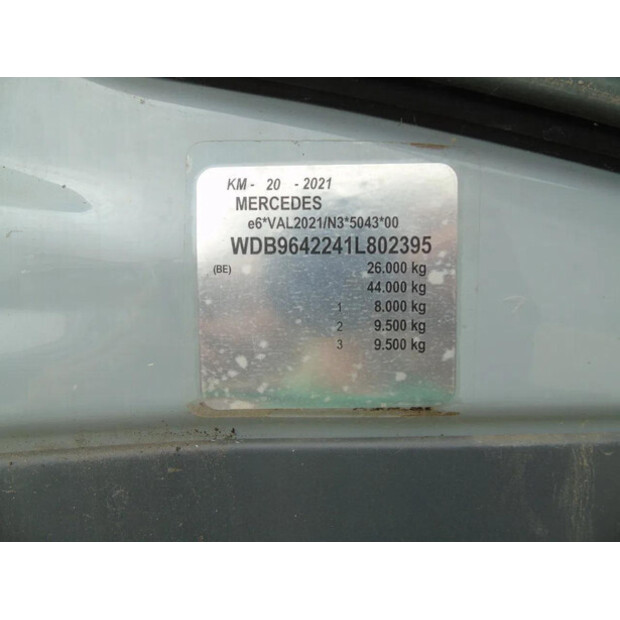 KM - 20 - 2021
MERCEDES
e6*VAL2021/N3*5043*00
WDB9642241L802395
(BE) 26.000 kg
44.000 kg
1 8.000 kg
2 9.500 kg
3 9.500 kg